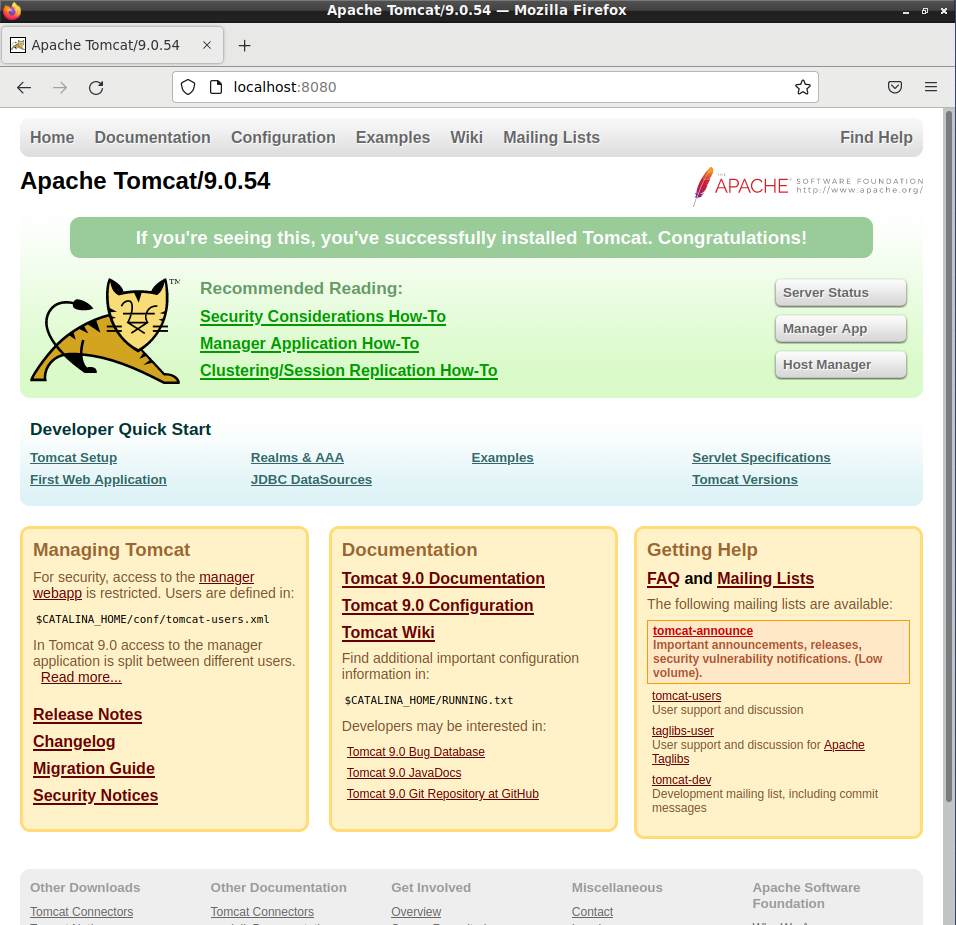 Apache Tomcat/9.0.54 — Mozilla Firefox
Apache Tomcat/9.0.54
localhost:8080
Home Documentation Configuration Examples Wiki Mailing Lists Find Help
Apache Tomcat/9.0.54
THE APACHE SOFTWARE FOUNDATION
http://www.apache.org/
If you're seeing this, you've successfully installed Tomcat. Congratulations!
TM
Recommended Reading:
Security Considerations How-To
Manager Application How-To
Clustering/Session Replication How-To
Server Status
Manager App
Host Manager
Developer Quick Start
Tomcat Setup
First Web Application
Realms & AAA
JDBC DataSources
Examples
Servlet Specifications
Tomcat Versions
Managing Tomcat
For security, access to the manager
webapp is restricted. Users are defined in:
$CATALINA_HOME/conf/tomcat-users.xml
In Tomcat 9.0 access to the manager
application is split between different users.
Read more...
Release Notes
Changelog
Migration Guide
Security Notices
Documentation
Tomcat 9.0 Documentation
Tomcat 9.0 Configuration
Tomcat Wiki
Find additional important configuration
information in:
$CATALINA_HOME/RUNNING.txt
Developers may be interested in:
Tomcat 9.0 Bug Database
Tomcat 9.0 JavaDocs
Tomcat 9.0 Git Repository at GitHub
Getting Help
FAQ and Mailing Lists
The following mailing lists are available:
tomcat-announce
Important announcements, releases,
security vulnerability notifications. (Low
volume).
tomcat-users
User support and discussion
taglibs-user
User support and discussion for Apache
Taglibs
tomcat-dev
Development mailing list, including commit
messages
Other Downloads
Tomcat Connectors
Other Documentation
Tomcat Connectors
Get Involved
Overview
Miscellaneous
Contact
Apache Software
Foundation